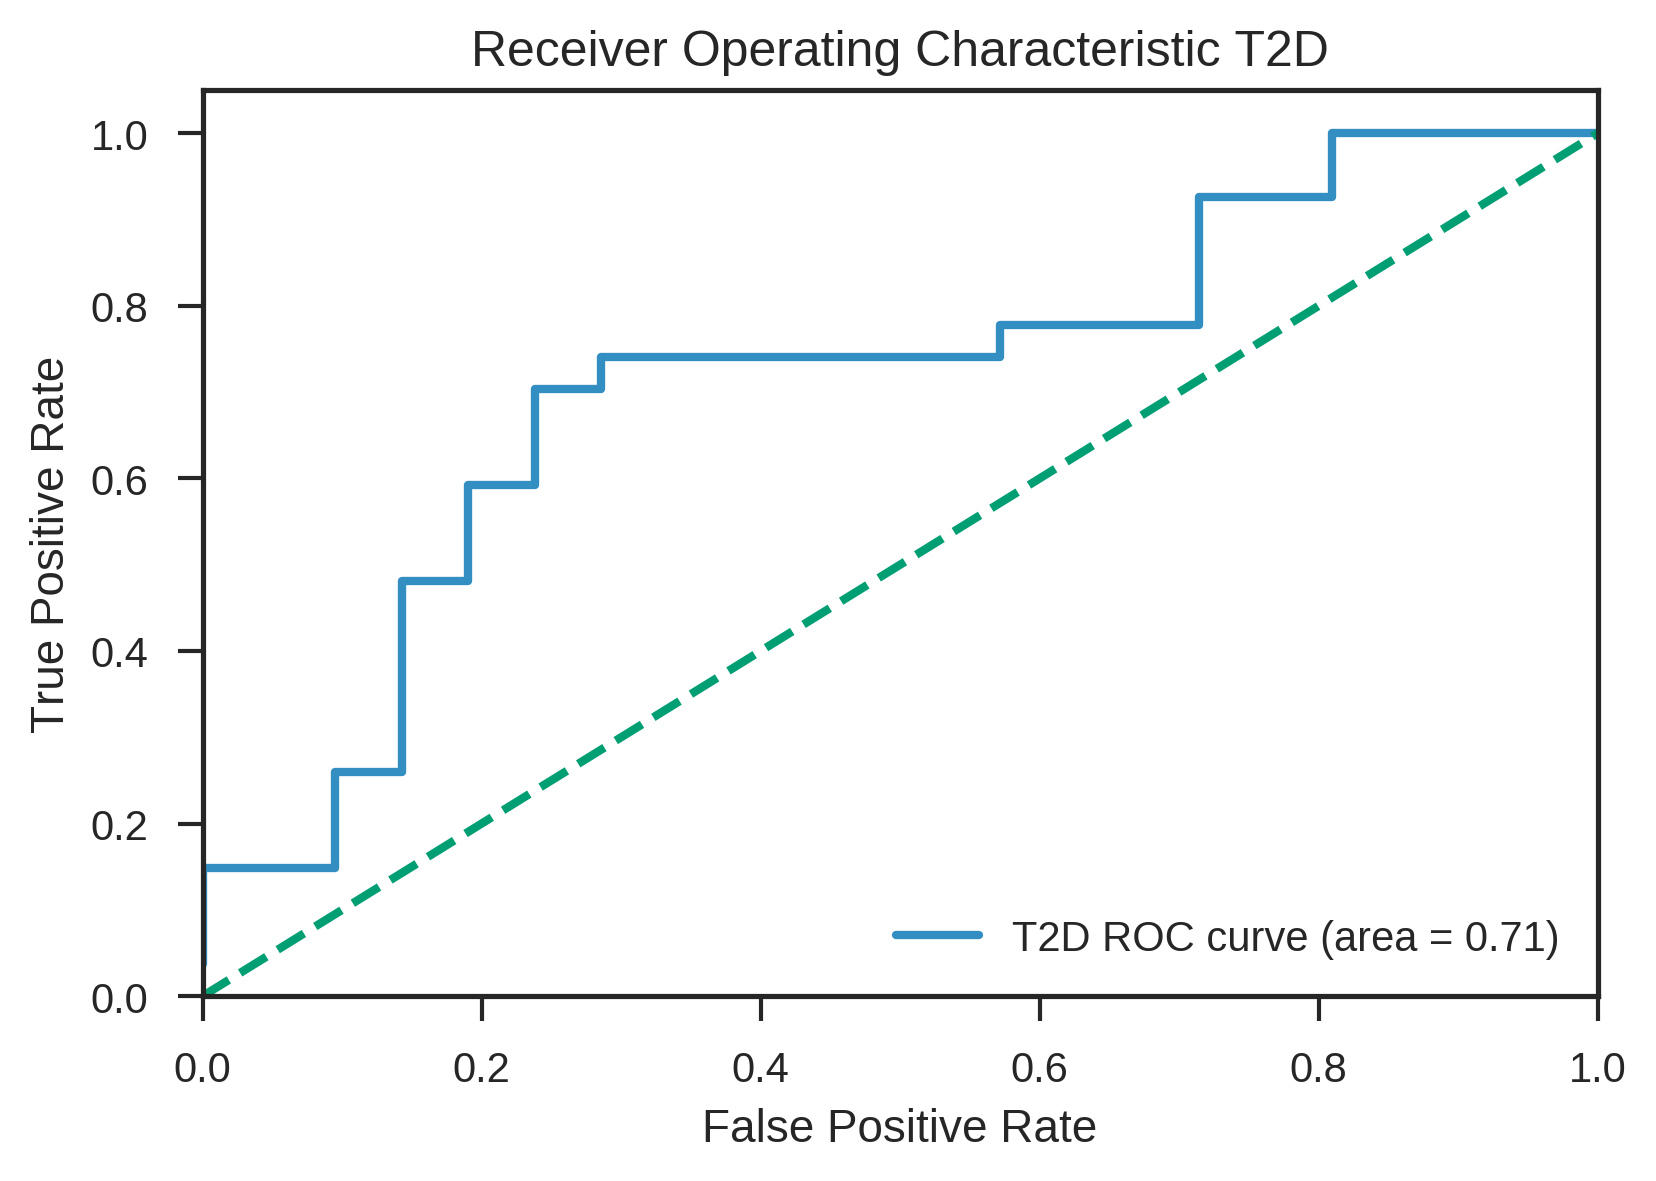 Receiver Operating Characteristic T2D
1.0
0.8
0.6
0.4
0.2
0.0
True Positive Rate
T2D ROC curve (area = 0.71)
0.0 0.2 0.4 0.6 0.8 1.0
False Positive Rate